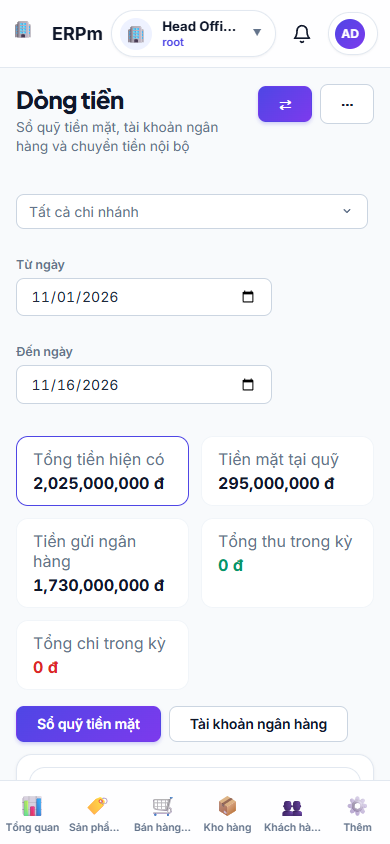 ERPm
Head Offi...
root
AD
Dòng tiền
Sổ quỹ tiền mặt, tài khoản ngân
hàng và chuyển tiền nội bộ
Tất cả chi nhánh
Từ ngày
11/01/2026
Đến ngày
11/16/2026
Tổng tiền hiện có
2,025,000,000 đ
Tiền mặt tại quỹ
295,000,000 đ
Tiền gửi ngân
hàng
1,730,000,000 đ
Tổng thu trong kỳ
0 đ
Tổng chi trong kỳ
0 đ
Sổ quỹ tiền mặt
Tài khoản ngân hàng
Tổng quan
Sản phẩ...
Bán hàng...
Kho hàng
Khách hà...
Thêm